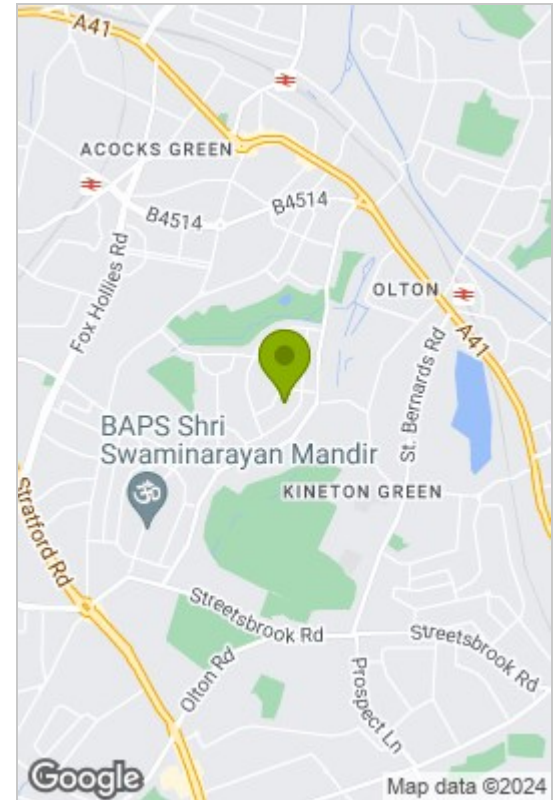 A41
ACOCKS GREEN
B4514
B4514
Fox Hollies Rd
OLTON
A41
St. Bernards Rd
BAPS Shri
Swaminarayan Mandir
KINETON GREEN
Stratford Rd
Streetsbrook Rd
Streetsbrook Rd
Olton Rd
Prospect Ln
Google
Map data ©2024